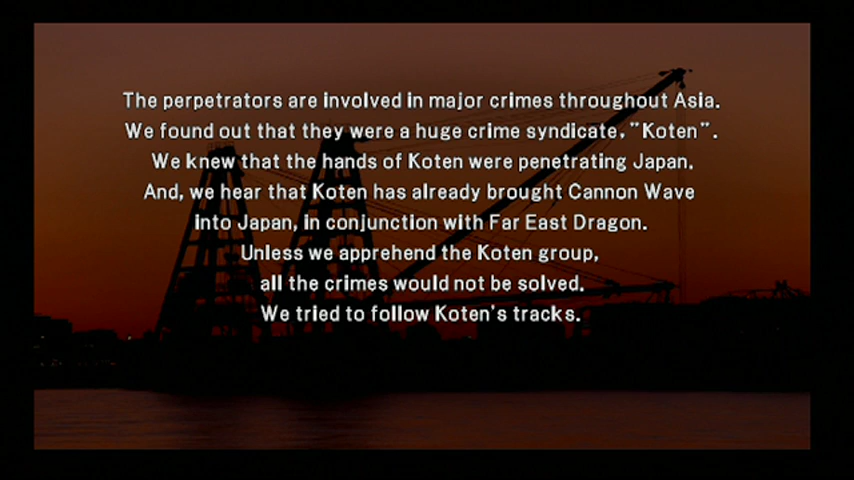 The perpetrators are involved in major crimes throughout Asia.
We found out that they were a huge crime syndicate, "Koten".
We knew that the hands of Koten were penetrating Japan.
And, we hear that Koten has already brought Cannon Wave
into Japan, in conjunction with Far East Dragon.
Unless we apprehend the Koten group,
all the crimes would not be solved.
We tried to follow Koten's tracks.